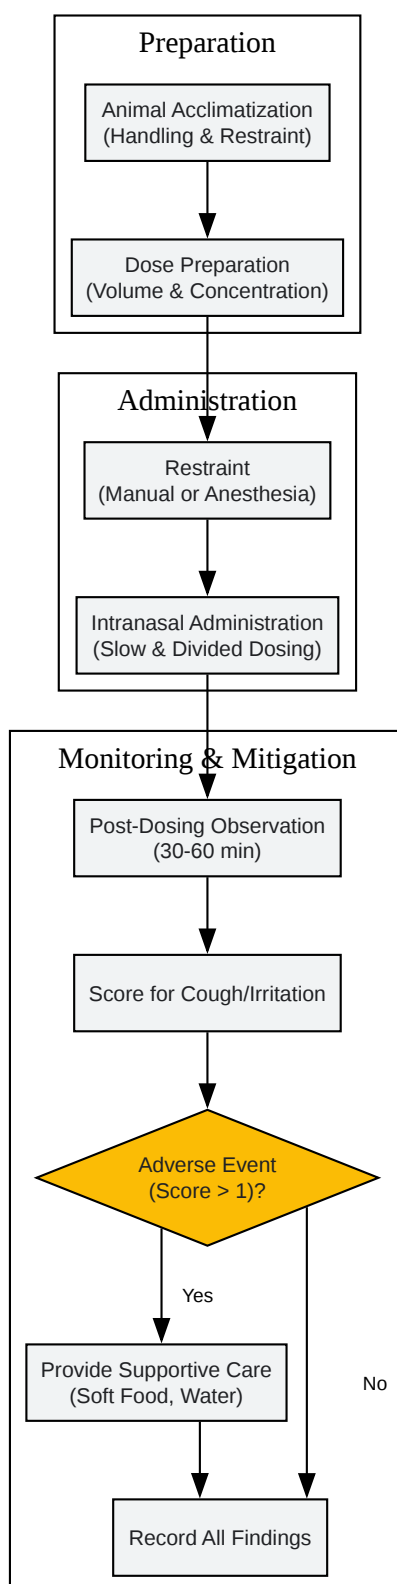 Preparation
Animal Acclimatization
(Handling & Restraint)
Dose Preparation
(Volume & Concentration)
Administration
Restraint
(Manual or Anesthesia)
Intranasal Administration
(Slow & Divided Dosing)
Monitoring & Mitigation
Post-Dosing Observation
(30-60 min)
Score for Cough/Irritation
Adverse Event
(Score > 1)?
Yes
Provide Supportive Care
(Soft Food, Water)
No
Record All Findings